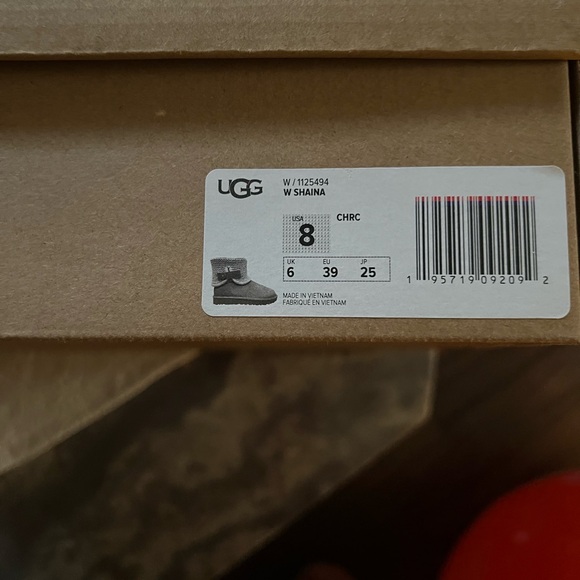 UGG
W / 1125494
W SHAINA
USA
8
CHRC
UK EU JP
6 39 25
MADE IN VIETNAM
FABRIQUÉ EN VIETNAM
1 95719 09209 2